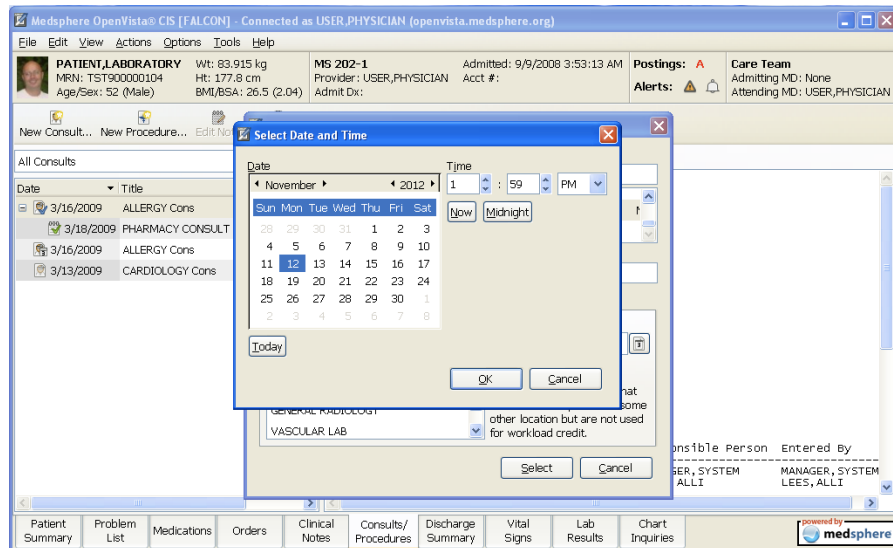 Medsphere OpenVista® CIS [FALCON] - Connected as USER,PHYSICIAN (openvista.medsphere.org)
File Edit View Actions Options Tools Help
PATIENT,LABORATORY Wt: 83.915 kg MS 202-1 Admitted: 9/9/2008 3:53:13 AM Postings: A Care Team
MRN: TST900000104 Ht: 177.8 cm Provider: USER,PHYSICIAN Acct #: Admitting MD: None
Age/Sex: 52 (Male) BMI/BSA: 26.5 (2.04) Admit Dx: Alerts: Attending MD: USER,PHYSICIAN
New Consult... New Procedure... Edit
Select Date and Time
All Consults
Date Title
3/16/2009 ALLERGY Cons
3/18/2009 PHARMACY CONSULT
3/16/2009 ALLERGY Cons
3/13/2009 CARDIOLOGY Cons
Date Time
November 2012 1 : 59 PM
Sun Mon Tue Wed Thu Fri Sat Now Midnight
28 29 30 31 1 2 3
4 5 6 7 8 9 10
11 12 13 14 15 16 17
18 19 20 21 22 23 24
25 26 27 28 29 30 1
2 3 4 5 6 7 8
Today
OK Cancel
GENERAL RADIOLOGY other location but are not used
VASCULAR LAB for workload credit.
Select Cancel
Person Entered By
MANAGER,SYSTEM
ALLI LEES,ALLI
Patient Summary Problem List Medications Orders Clinical Notes Consults/ Procedures Discharge Summary Vital Signs Lab Results Chart Inquiries
powered by medsphere